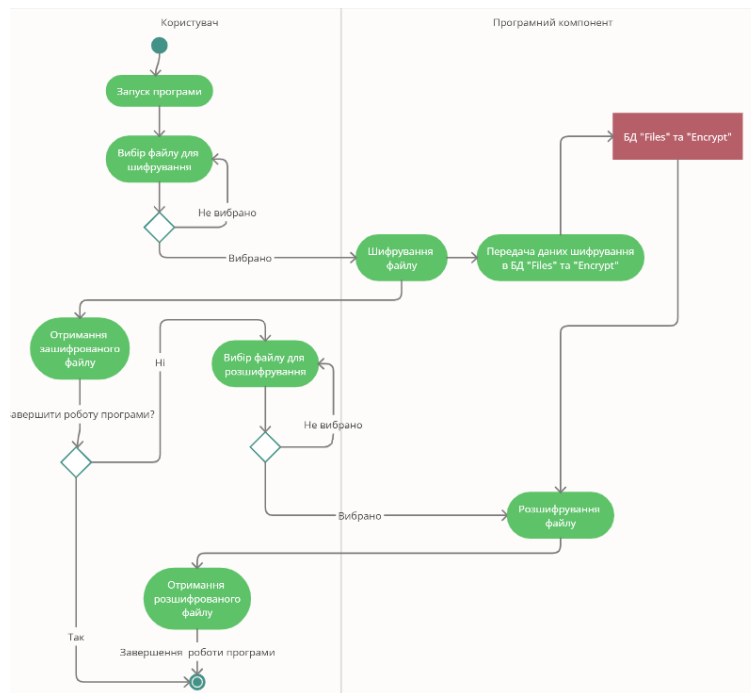 Користувач
Програмний компонент
Запуск програми
БД "Files" та "Encrypt"
Вибір файлу для
шифрування
Не вибрано
Вибрано
Шифрування
файлу
Передача даних шифрування
в БД "Files" та "Encrypt"
Отримання
зашифрованого
файлу
Ні
Вибір файлу для
розшифрування
авершити роботу програми?
Не вибрано
Вибрано
Розшифрування
файлу
Отримання
розшифрованого
файлу
Так
Завершення роботи програми